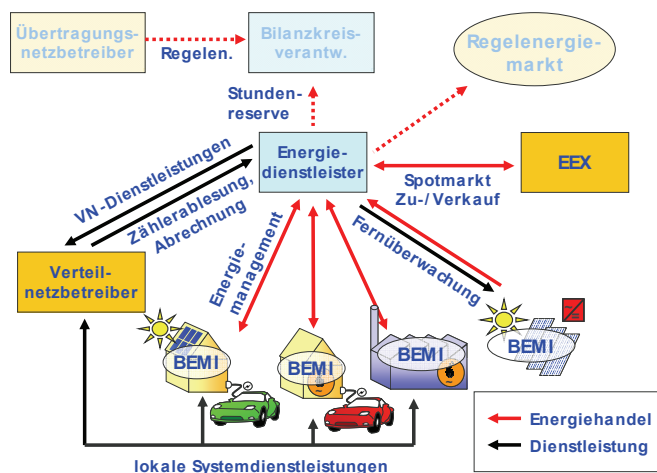 Übertragungs-
netzbetreiber
Regelen.
Bilanzkreis-
verantw.
Regelenergie-
markt
Stunden-
reserve
VN-Dienstleistungen
Zählerablesung,
Abrechnung
Energie-
dienstleister
Spotmarkt
Zu-/ Verkauf
EEX
Verteil-
netzbetreiber
Energie-
management
Fernüberwachung
BEMI
BEMI
BEMI
BEMI
lokale Systemdienstleistungen
Energiehandel
Dienstleistung